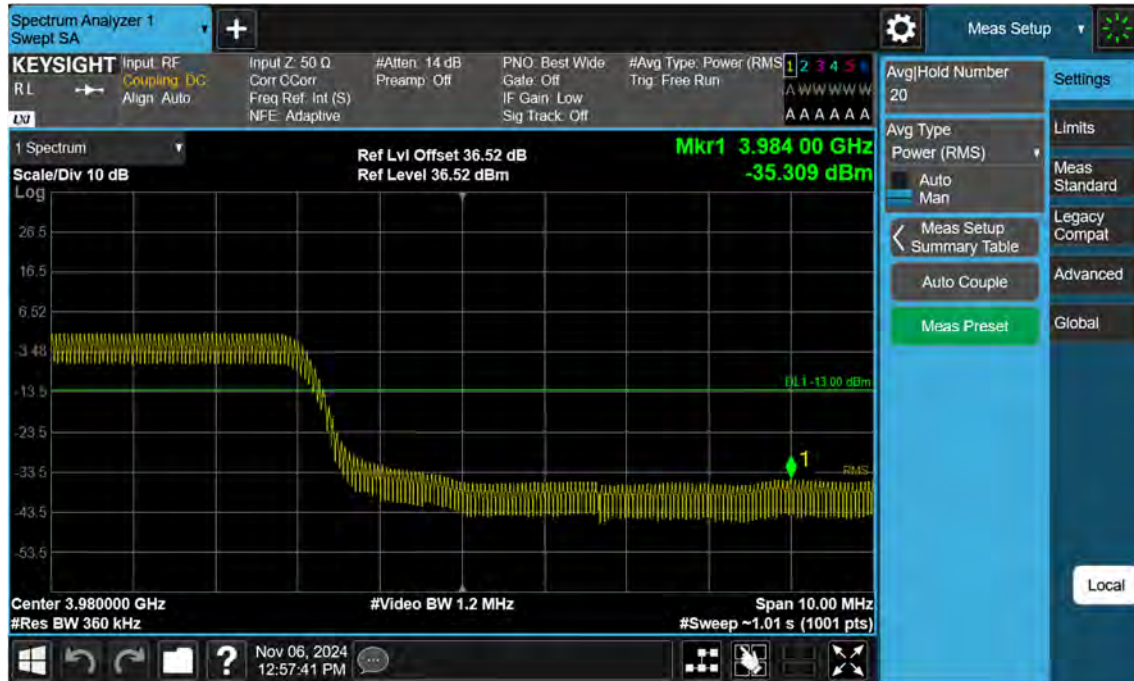 Spectrum Analyzer 1
Swept SA
Meas Setup
KEYSIGHT
RL
LXI
Input: RF
Coupling: DC
Align: Auto
Input Z: 50 Ω
Corr CCorr
Freq Ref: Int (S)
NFE: Adaptive
#Atten: 14 dB
Preamp: Off
PNO: Best Wide
Gate: Off
IF Gain: Low
Sig Track: Off
#Avg Type: Power (RMS
Trig: Free Run
1 2 3 4 5 6
A W W W W W
A A A A A A
1 Spectrum
Scale/Div 10 dB
Log
Ref Lvl Offset 36.52 dB
Ref Level 36.52 dBm
Mkr1 3.984 00 GHz
-35.309 dBm
26.5
16.5
6.52
-3.48
-13.5
-23.5
-33.5
-43.5
-53.5
DL1 -13.00 dBm
1
RMS
Center 3.980000 GHz
#Res BW 360 kHz
#Video BW 1.2 MHz
Span 10.00 MHz
#Sweep ~1.01 s (1001 pts)
Avg|Hold Number
20
Avg Type
Power (RMS)
Auto
Man
Meas Setup
Summary Table
Auto Couple
Meas Preset
Settings
Limits
Meas
Standard
Legacy
Compat
Advanced
Global
Local
Nov 06, 2024
12:57:41 PM